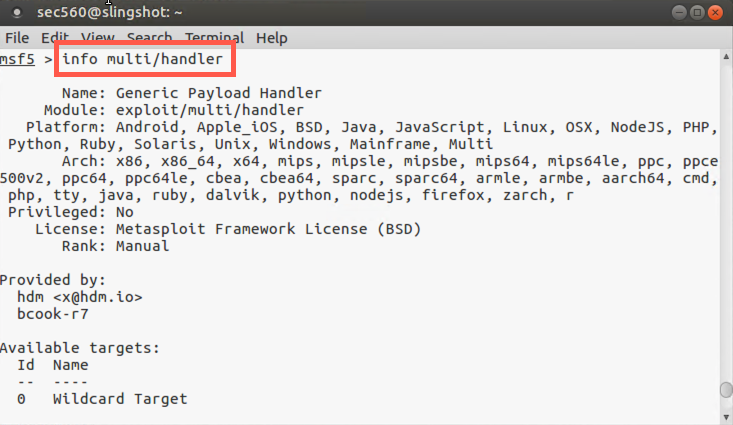 sec560@slingshot: ~
File Edit View Search Terminal Help
msf5 > info multi/handler
Name: Generic Payload Handler
Module: exploit/multi/handler
Platform: Android, Apple_iOS, BSD, Java, JavaScript, Linux, OSX, NodeJS, PHP,
Python, Ruby, Solaris, Unix, Windows, Mainframe, Multi
Arch: x86, x86_64, x64, mips, mipsle, mipsbe, mips64, mips64le, ppc, ppce
500v2, ppc64, ppc64le, cbea, cbea64, sparc, sparc64, armle, armbe, aarch64, cmd,
php, tty, java, ruby, dalvik, python, nodejs, firefox, zarch, r
Privileged: No
License: Metasploit Framework License (BSD)
Rank: Manual
Provided by:
hdm <x@hdm.io>
bcook-r7
Available targets:
Id  Name
--  ----
0   Wildcard Target